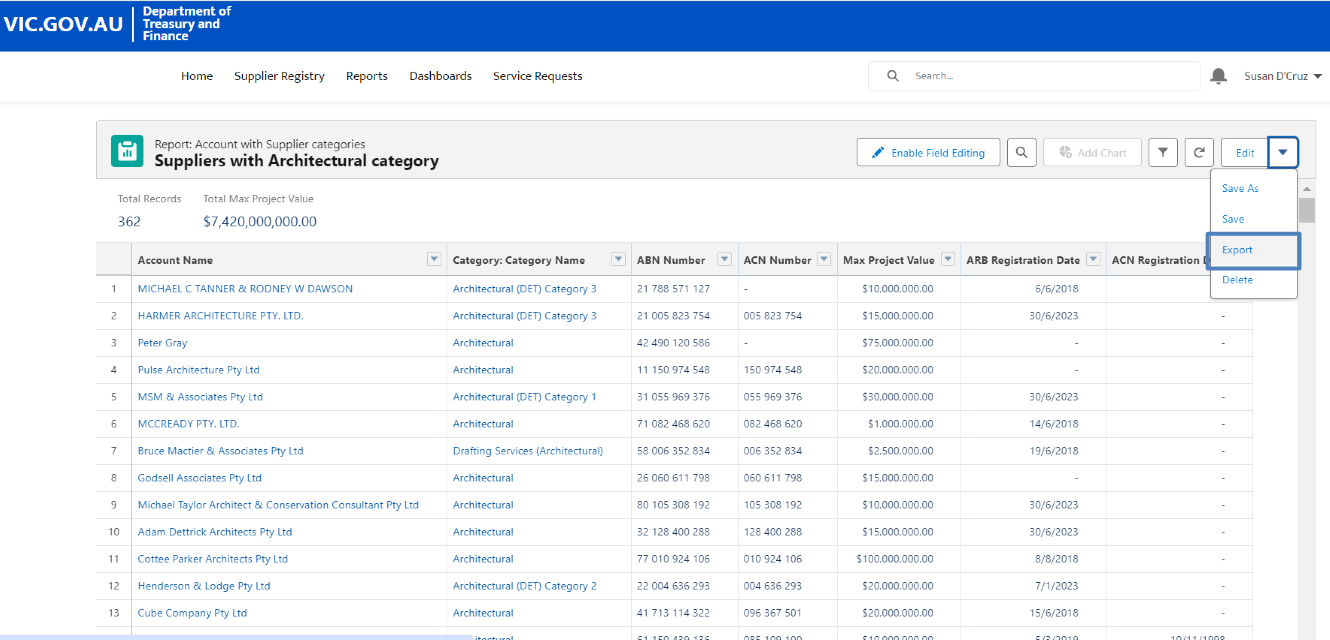 VIC.GOV.AU
Department of
Treasury and
Finance
Home Supplier Registry Reports Dashboards Service Requests Search... Susan D'Cruz
Report: Account with Supplier categories
Suppliers with Architectural category
Enable Field Editing Add Chart Edit
Save As
Save
Export
Delete
Total Records Total Max Project Value
362 $7,420,000,000.00
Account Name Category: Category Name ABN Number ACN Number Max Project Value ARB Registration Date ACN Registration
1 MICHAEL C TANNER & RODNEY W DAWSON Architectural (DET) Category 3 21 788 571 127 - $10,000,000.00 6/6/2018
2 HARMER ARCHITECTURE PTY. LTD. Architectural (DET) Category 3 21 005 823 754 005 823 754 $15,000,000.00 30/6/2023 -
3 Peter Gray Architectural 42 490 120 586 - $75,000,000.00 - -
4 Pulse Architecture Pty Ltd Architectural 11 150 974 548 150 974 548 $20,000,000.00 - -
5 MSM & Associates Pty Ltd Architectural (DET) Category 1 31 055 969 376 055 969 376 $30,000,000.00 30/6/2023 -
6 MCCREADY PTY. LTD. Architectural 71 082 468 620 082 468 620 $1,000,000.00 14/6/2018 -
7 Bruce Mactier & Associates Pty Ltd Drafting Services (Architectural) 58 006 352 834 006 352 834 $2,500,000.00 19/6/2018 -
8 Godsell Associates Pty Ltd Architectural 26 060 611 798 060 611 798 $15,000,000.00 - -
9 Michael Taylor Architect & Conservation Consultant Pty Ltd Architectural 80 105 308 192 105 308 192 $10,000,000.00 30/6/2023 -
10 Adam Dettrick Architects Pty Ltd Architectural 32 128 400 288 128 400 288 $15,000,000.00 30/6/2023 -
11 Cottee Parker Architects Pty Ltd Architectural 77 010 924 106 010 924 106 $100,000,000.00 8/8/2018 -
12 Henderson & Lodge Pty Ltd Architectural (DET) Category 2 22 004 636 293 004 636 293 $20,000,000.00 7/1/2023 -
13 Cube Company Pty Ltd Architectural 41 713 114 322 096 367 501 $20,000,000.00 15/6/2018 -